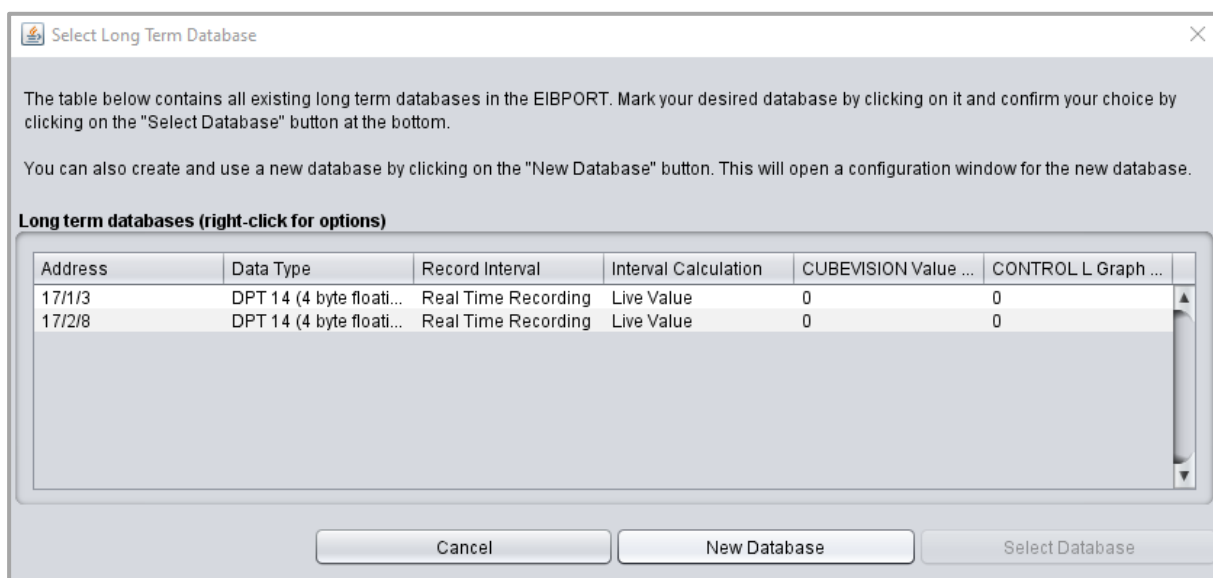 Select Long Term Database
The table below contains all existing long term databases in the EIBPORT. Mark your desired database by clicking on it and confirm your choice by
clicking on the "Select Database" button at the bottom.
You can also create and use a new database by clicking on the "New Database" button. This will open a configuration window for the new database.
Long term databases (right-click for options)
Address Data Type Record Interval Interval Calculation CUBEVISION Value ... CONTROL L Graph ...
17/1/3 DPT 14 (4 byte floati... Real Time Recording Live Value 0 0
17/2/8 DPT 14 (4 byte floati... Real Time Recording Live Value 0 0
Cancel New Database Select Database